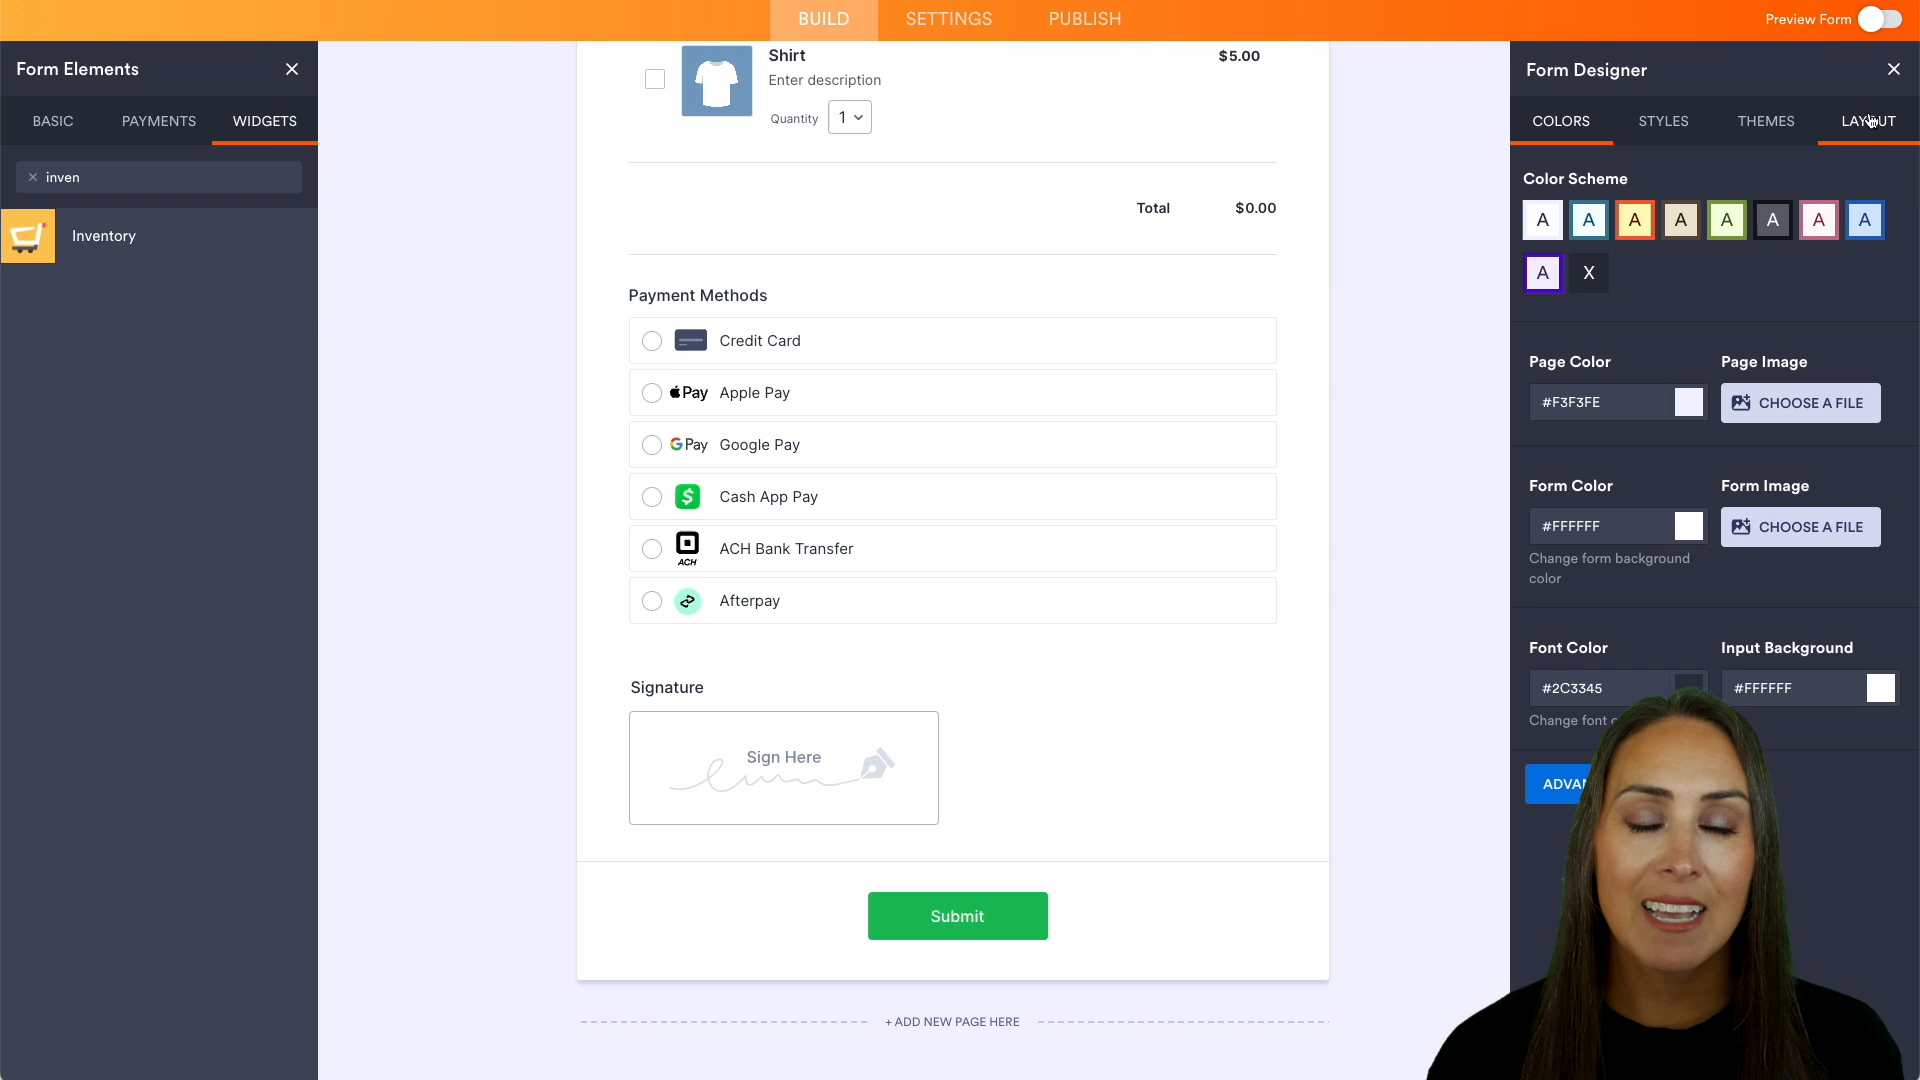 BUILD
SETTINGS
PUBLISH
Preview Form
Form Elements
BASIC
PAYMENTS
WIDGETS
inven
Inventory
Shirt
$5.00
Enter description
Quantity
1
Total
$0.00
Payment Methods
Credit Card
Pay
Apple Pay
G Pay
Google Pay
$
Cash App Pay
ACH
ACH Bank Transfer
Afterpay
Signature
Sign Here
Submit
+ ADD NEW PAGE HERE
Form Designer
COLORS
STYLES
THEMES
LAYOUT
Color Scheme
A A A A A A A A
A X
Page Color
Page Image
#F3F3FE
CHOOSE A FILE
Form Color
Form Image
#FFFFFF
CHOOSE A FILE
Change form background
color
Font Color
Input Background
#2C3345
#FFFFFF
Change font